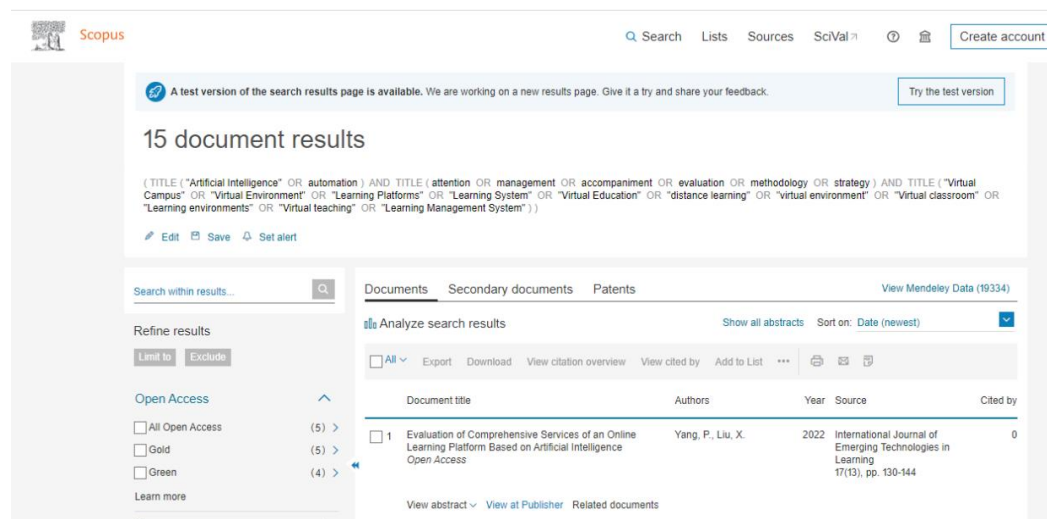 Scopus
Search Lists Sources SciVal Create account
A test version of the search results page is available. We are working on a new results page. Give it a try and share your feedback. Try the test version
15 document results
( TITLE ( "Artificial Intelligence" OR automation ) AND TITLE ( attention OR management OR accompaniment OR evaluation OR methodology OR strategy ) AND TITLE ( "Virtual
Campus" OR "Virtual Environment" OR "Learning Platforms" OR "Learning System" OR "Virtual Education" OR "distance learning" OR "virtual environment" OR "Virtual classroom" OR
"Learning environments" OR "Virtual teaching" OR "Learning Management System" ) )
Edit Save Set alert
Search within results...
Refine results
Limit to Exclude
Open Access
All Open Access (5)
Gold (5)
Green (4)
Learn more
Documents Secondary documents Patents View Mendeley Data (19334)
Analyze search results Show all abstracts Sort on: Date (newest)
All Export Download View citation overview View cited by Add to List ...
Document title Authors Year Source Cited by
1 Evaluation of Comprehensive Services of an Online Yang, P., Liu, X. 2022 International Journal of 0
Learning Platform Based on Artificial Intelligence Emerging Technologies in
Open Access Learning
17(13), pp. 130-144
View abstract View at Publisher Related documents